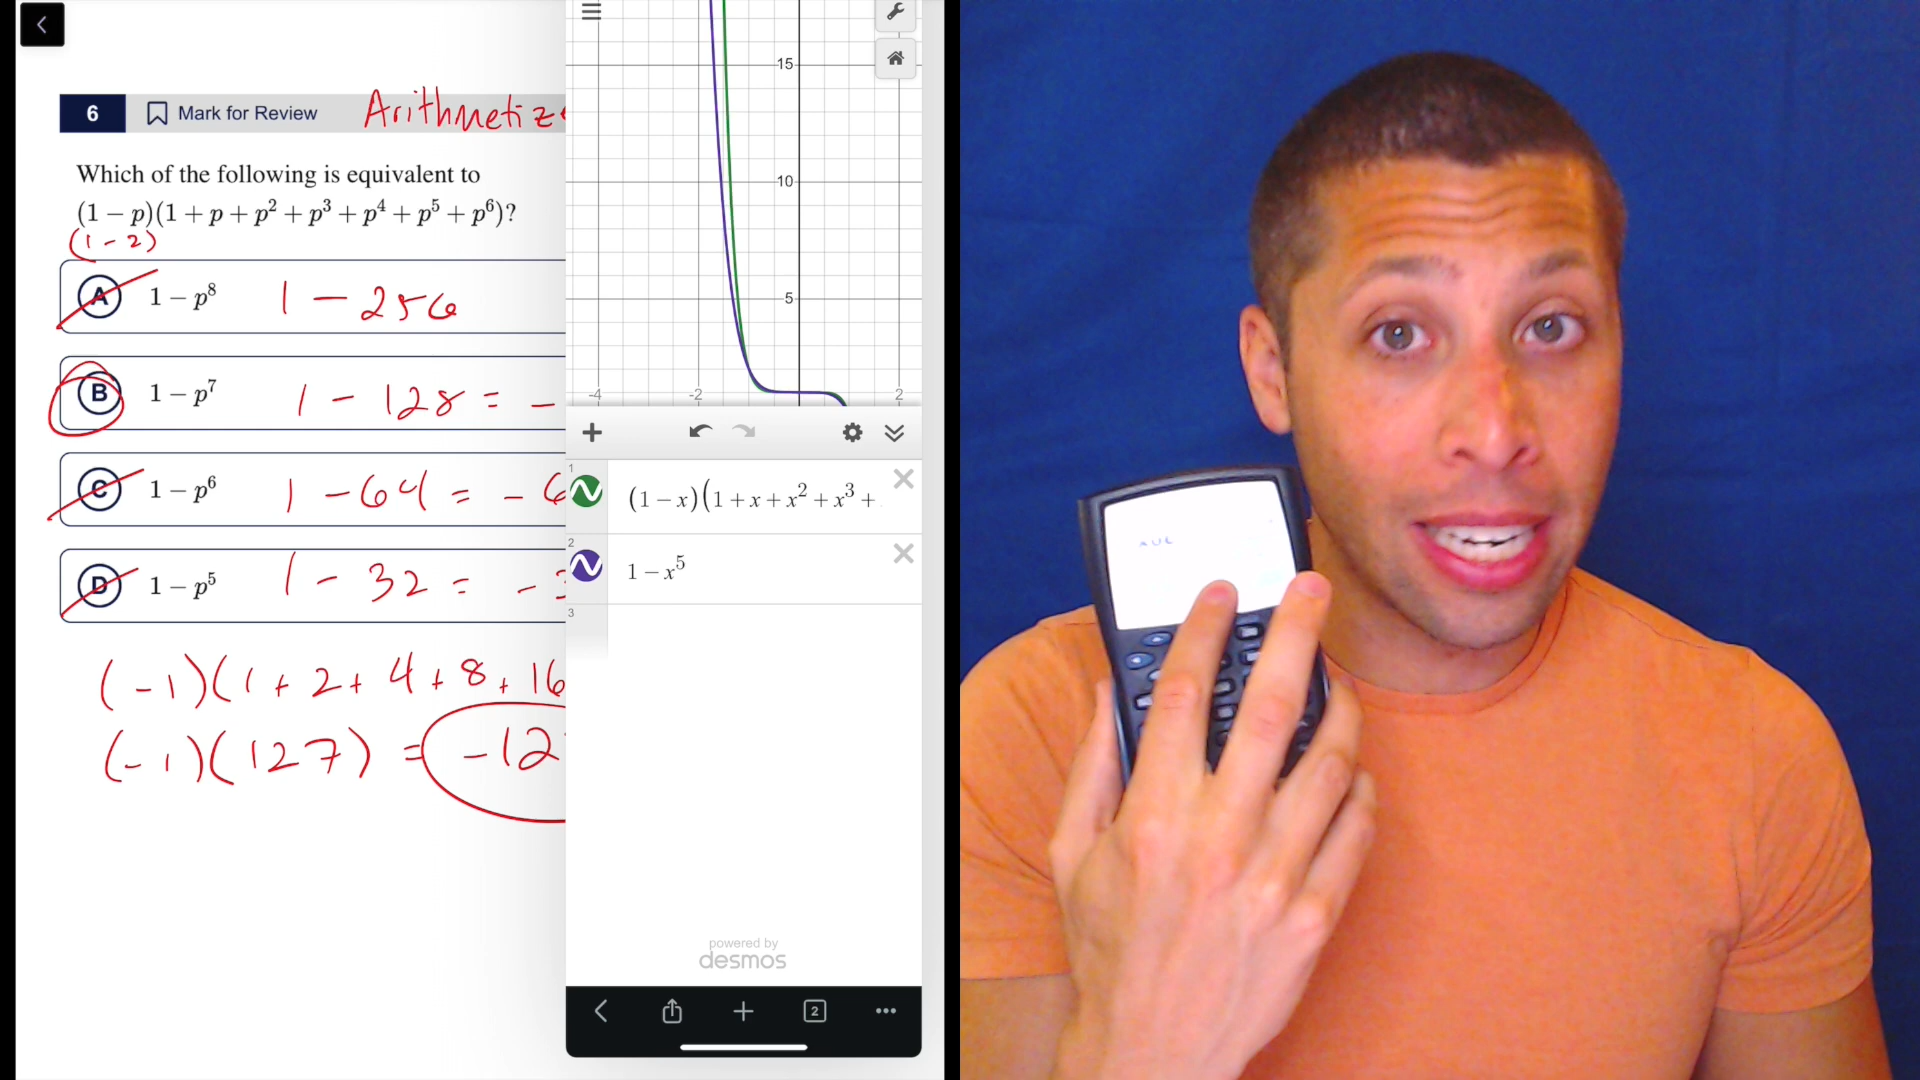 6 Mark for Review Arithmetize
Which of the following is equivalent to
(1 − p)(1 + p + p² + p³ + p⁴ + p⁵ + p⁶)?
(1 - 2)
A 1 − p⁸ 1 - 256
B 1 − p⁷ 1 - 128 = -
C 1 − p⁶ 1 - 64 = - 6
D 1 − p⁵ 1 - 32 = - 3
(-1)(1 + 2 + 4 + 8 + 16
(-1)(127) = -12
15
10
5
-4 -2 2
1
(1 − x)(1 + x + x² + x³ +
2
1 − x⁵
3
powered by
desmos
2